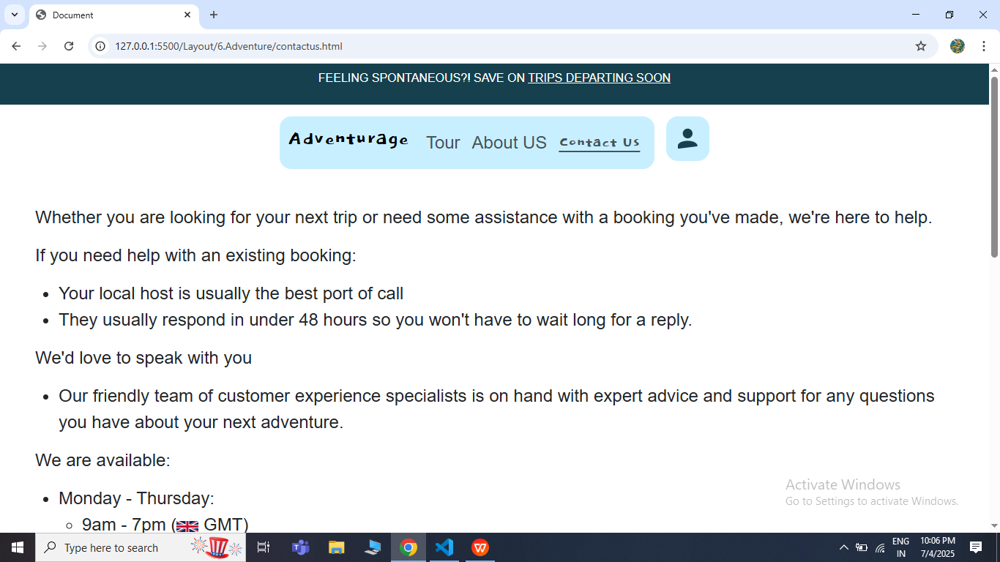 Document
127.0.0.1:5500/Layout/6.Adventure/contactus.html
FEELING SPONTANEOUS?! SAVE ON TRIPS DEPARTING SOON
Adventurage Tour About US Contact Us
Whether you are looking for your next trip or need some assistance with a booking you've made, we're here to help.
If you need help with an existing booking:
Your local host is usually the best port of call
They usually respond in under 48 hours so you won't have to wait long for a reply.
We'd love to speak with you
Our friendly team of customer experience specialists is on hand with expert advice and support for any questions
you have about your next adventure.
We are available:
Monday - Thursday:
9am - 7pm (🇬🇧 GMT)
Activate Windows
Go to Settings to activate Windows.
Type here to search
ENG
IN
10:06 PM
7/4/2025